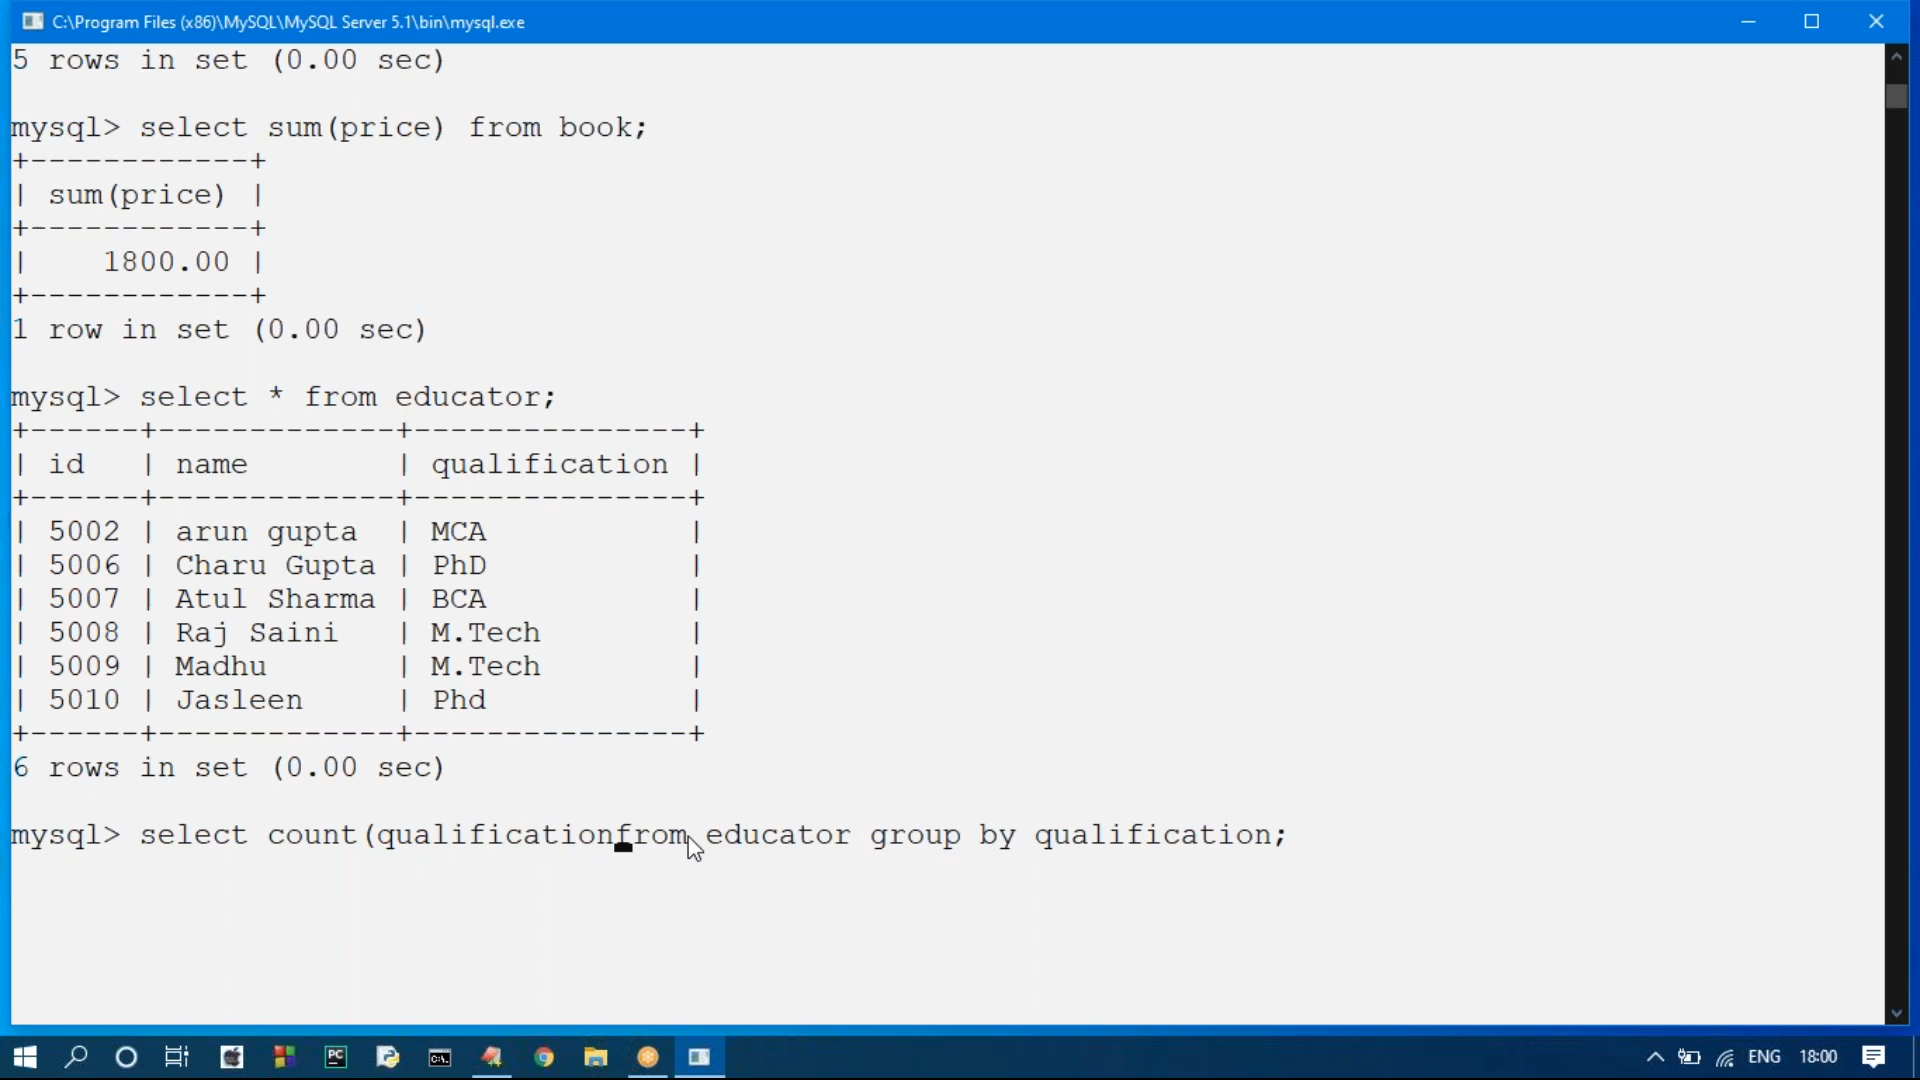 C:\Program Files (x86)\MySQL\MySQL Server 5.1\bin\mysql.exe
5 rows in set (0.00 sec)
mysql> select sum(price) from book;
+------------+
| sum(price) |
+------------+
|    1800.00 |
+------------+
1 row in set (0.00 sec)
mysql> select * from educator;
+------+-------------+---------------+
| id   | name        | qualification |
+------+-------------+---------------+
| 5002 | arun gupta  | MCA           |
| 5006 | Charu Gupta | PhD           |
| 5007 | Atul Sharma | BCA           |
| 5008 | Raj Saini   | M.Tech        |
| 5009 | Madhu       | M.Tech        |
| 5010 | Jasleen     | Phd           |
+------+-------------+---------------+
6 rows in set (0.00 sec)
mysql> select count(qualificationfrom educator group by qualification;
PC C:\. ENG 18:00